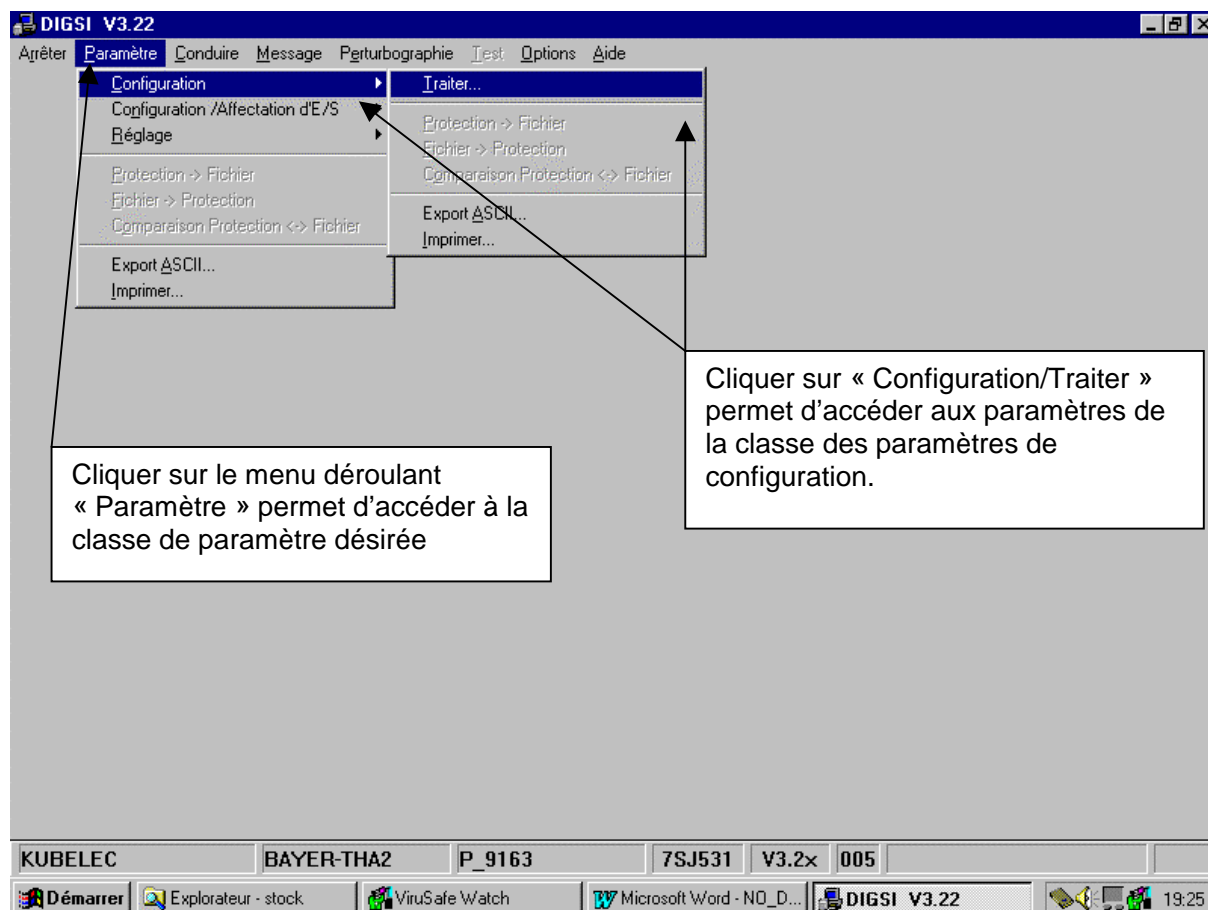 DIGSI V3.22
Arrêter Paramètre Conduire Message Perturbographie Test Options Aide
Configuration
Configuration /Affectation d'E/S
Réglage
Protection -> Fichier
Fichier -> Protection
Comparaison Protection <-> Fichier
Export ASCII...
Imprimer...
Traiter...
Protection -> Fichier
Fichier -> Protection
Comparaison Protection <-> Fichier
Export ASCII...
Imprimer...
Cliquer sur « Configuration/Traiter »
permet d’accéder aux paramètres de
la classe des paramètres de
configuration.
Cliquer sur le menu déroulant
« Paramètre » permet d’accéder à la
classe de paramètre désirée
KUBELEC BAYER-THA2 P_9163 7SJ531 V3.2x 005
Démarrer Explorateur - stock ViruSafe Watch Microsoft Word - NO_D... DIGSI V3.22 19:25